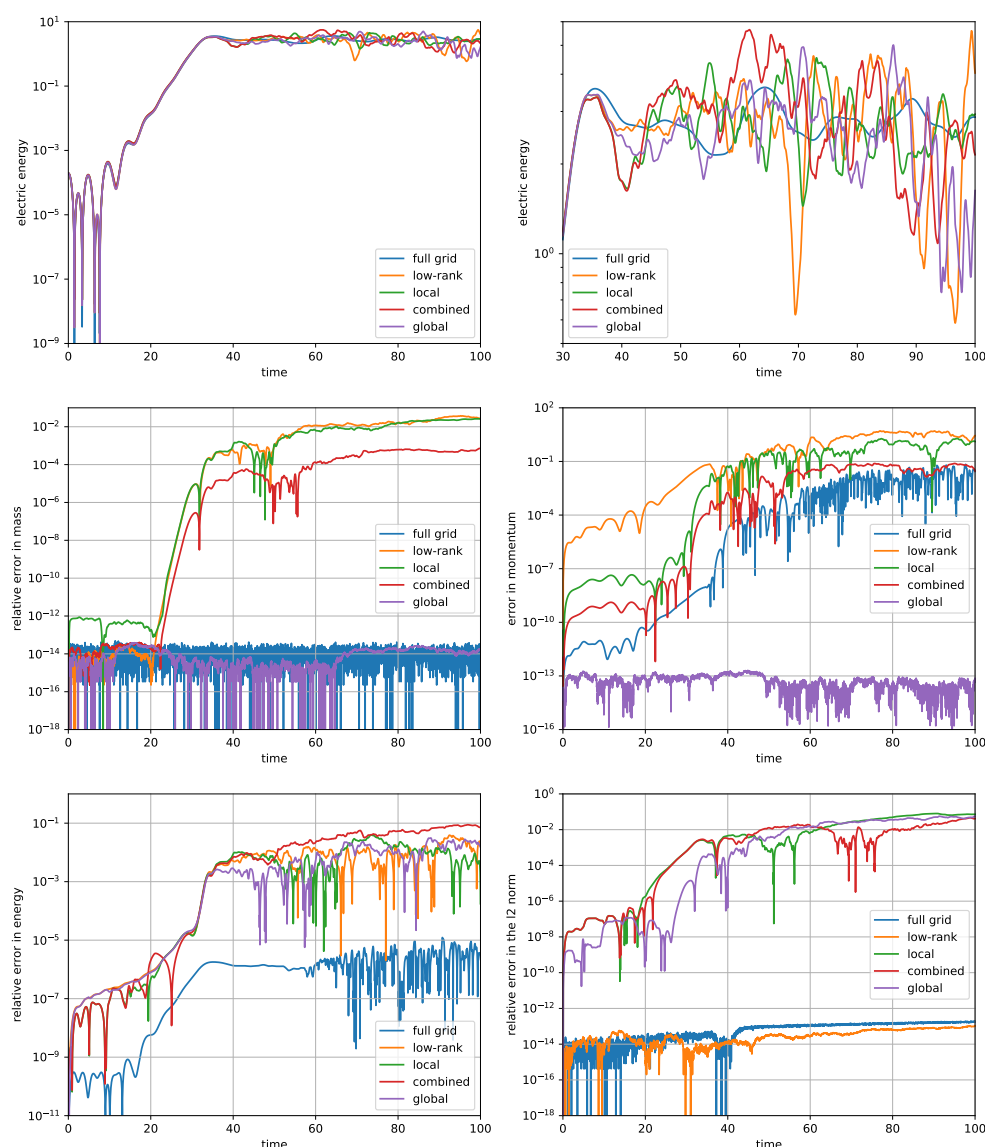 10^1
10^-1
10^-3
10^-5
10^-7
10^-9
0 20 40 60 80 100
time
electric energy
full grid
low-rank
local
combined
global
10^0
30 40 50 60 70 80 90 100
time
electric energy
full grid
low-rank
local
combined
global
10^-2
10^-4
10^-6
10^-8
10^-10
10^-12
10^-14
10^-16
10^-18
0 20 40 60 80 100
time
relative error in mass
full grid
low-rank
local
combined
global
10^2
10^-1
10^-4
10^-7
10^-10
10^-13
10^-16
0 20 40 60 80 100
time
error in momentum
full grid
low-rank
local
combined
global
10^-1
10^-3
10^-5
10^-7
10^-9
10^-11
0 20 40 60 80 100
time
relative error in energy
full grid
low-rank
local
combined
global
10^0
10^-2
10^-4
10^-6
10^-8
10^-10
10^-12
10^-14
10^-16
10^-18
0 20 40 60 80 100
time
relative error in the l2 norm
full grid
low-rank
local
combined
global